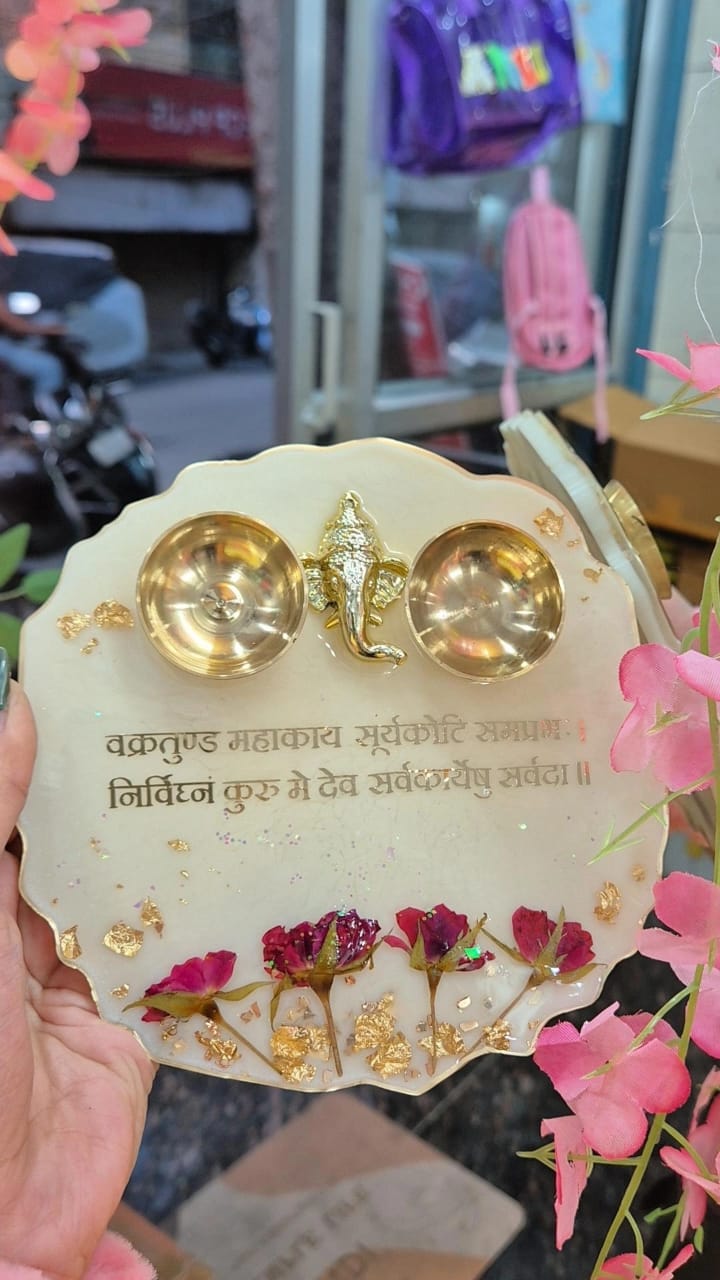 वक्रतुण्ड महाकाय सूर्यकोटि समप्रभः।
निर्विघ्नं कुरु मे देव सर्वकार्येषु सर्वदा॥